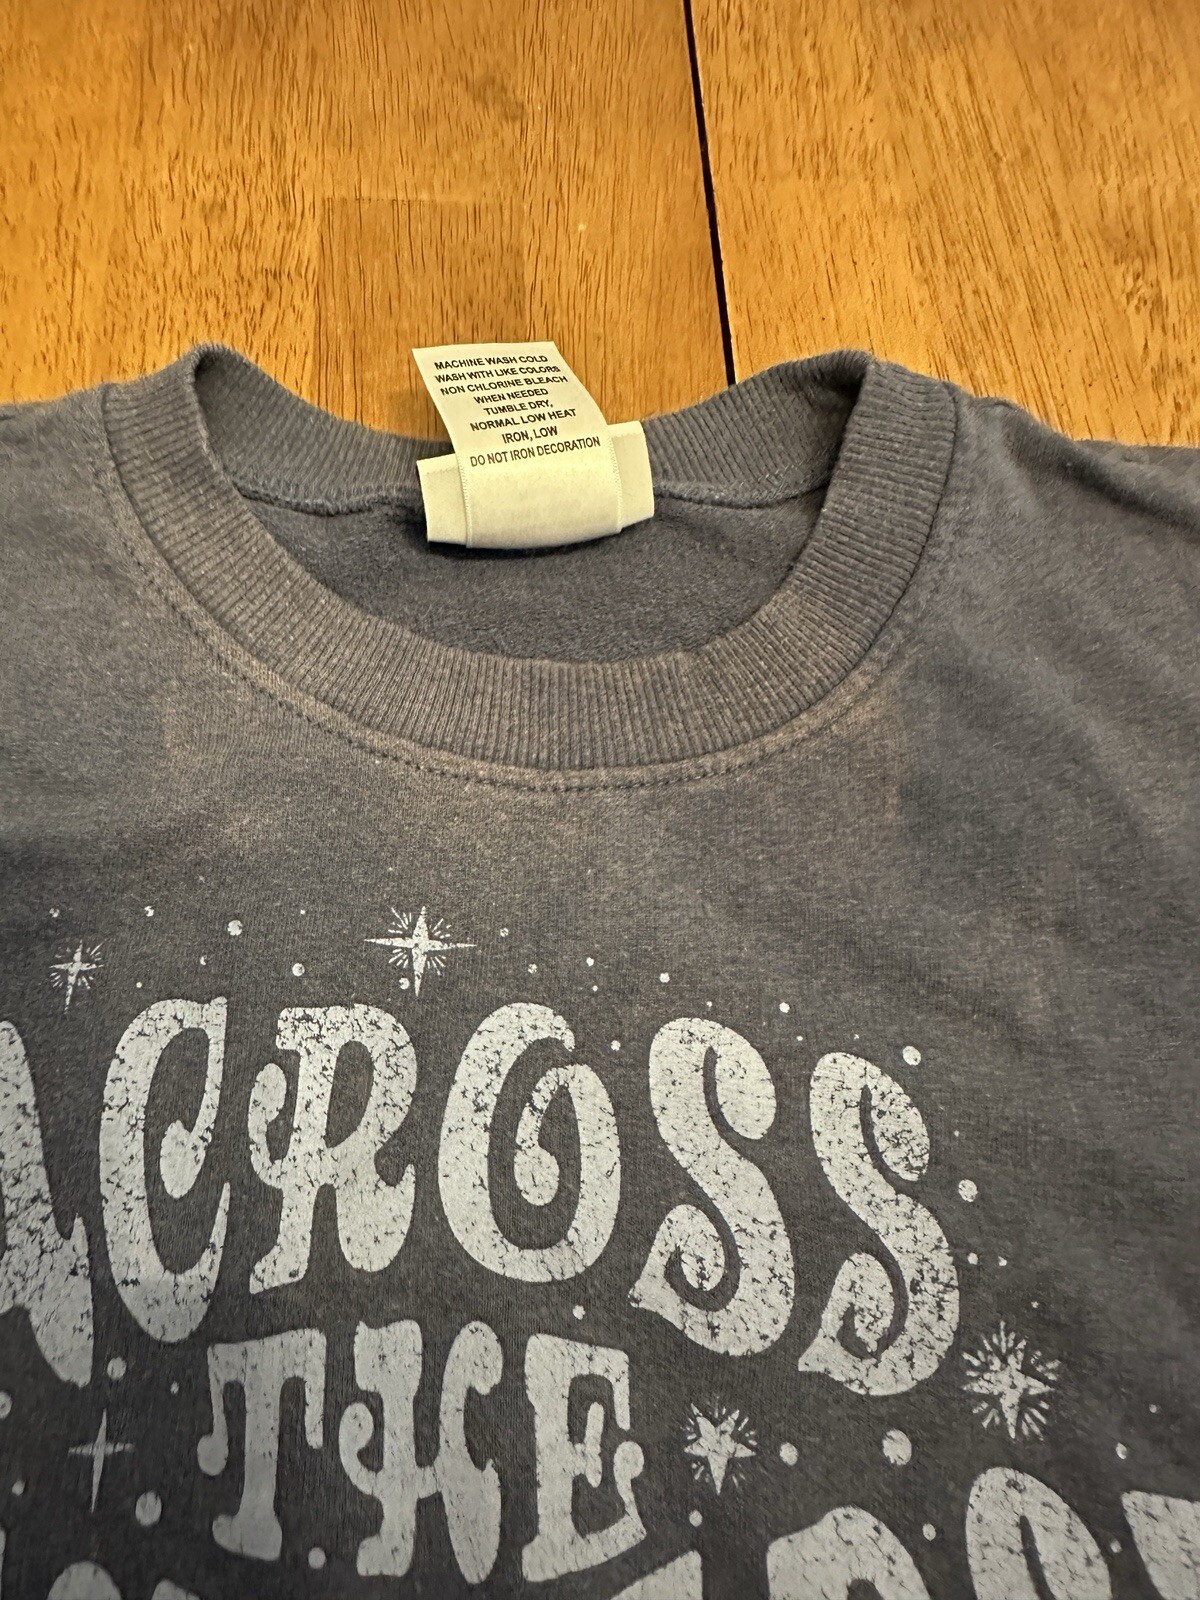 MACHINE WASH COLD
WASH WITH LIKE COLORS
NON CHLORINE BLEACH
WHEN NEEDED
TUMBLE DRY,
NORMAL LOW HEAT
IRON, LOW
DO NOT IRON DECORATION
ACROSS
THE